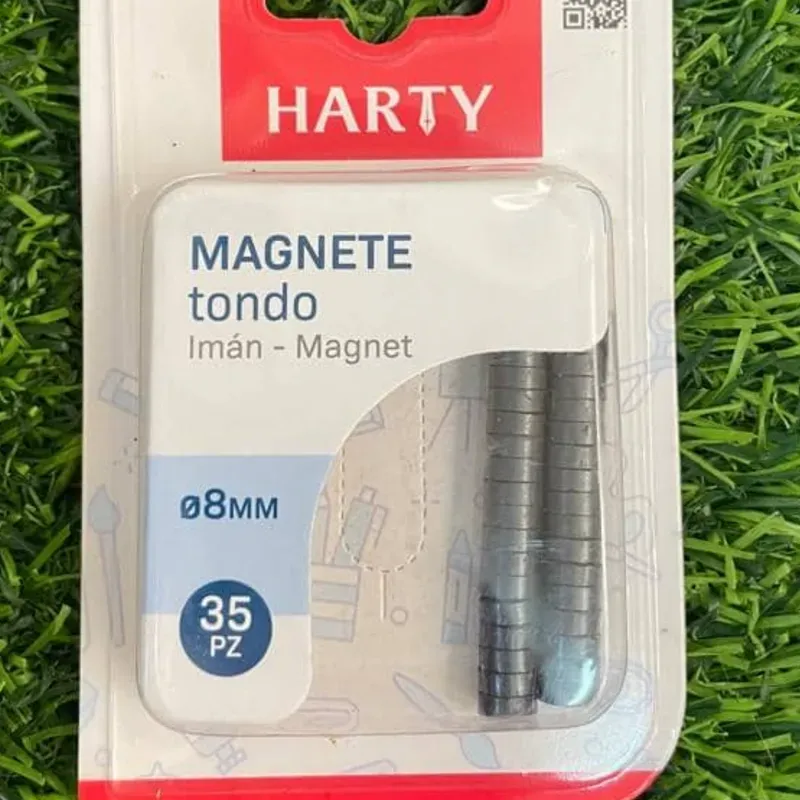 HARTY
MAGNETE
tondo
Imán - Magnet
ø8MM
35
PZ